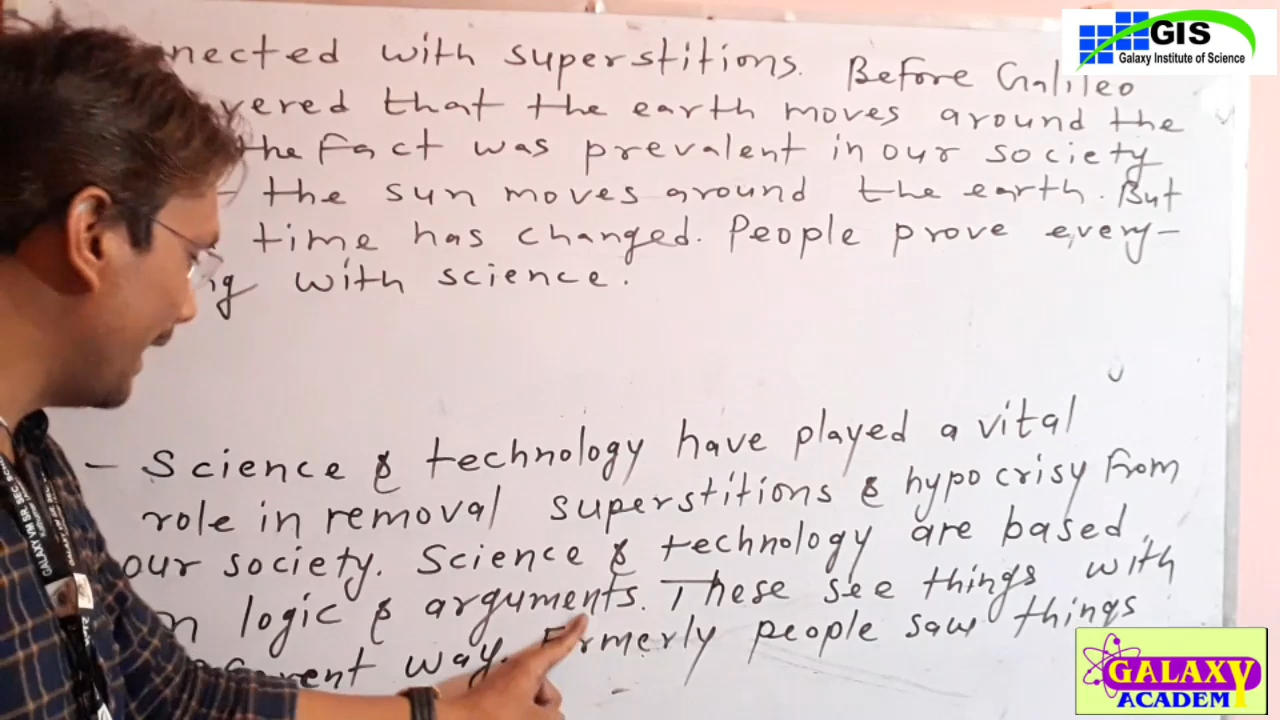 nected with superstitions. Before Galileo
vered that the earth moves around the
the fact was prevalent in our society
the sun moves around the earth. But
time has changed. People prove every-
ng with science.
- Science & technology have played a vital
role in removal superstitions & hypocrisy from
our society. Science & technology are based
n logic & arguments. These see things with
way. Formerly people saw things
GIS
Galaxy Institute of Science
GALAXY
ACADEMY